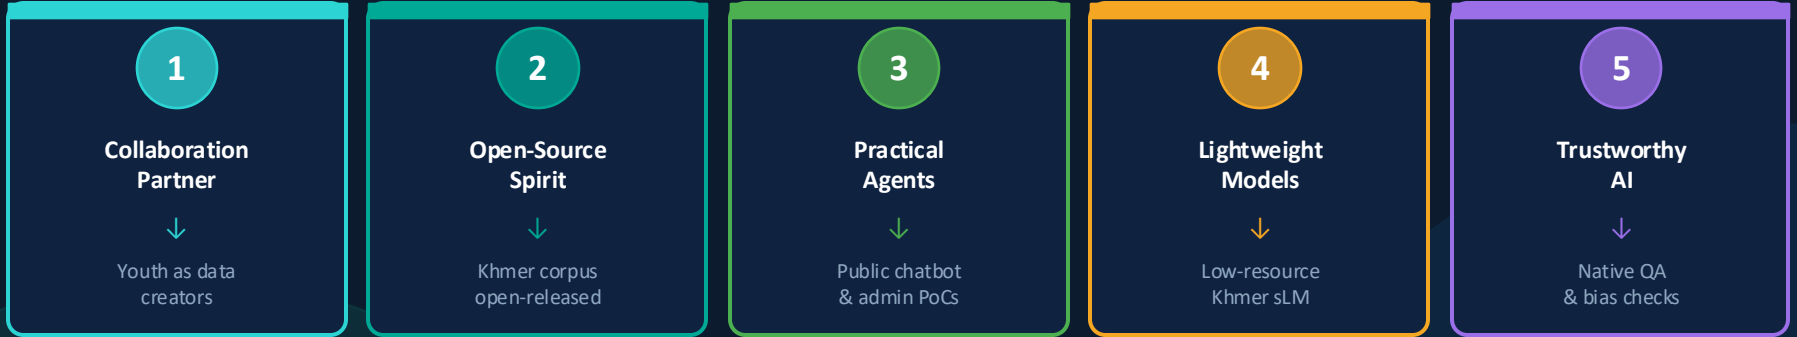 1
Collaboration
Partner
↓
Youth as data
creators
2
Open-Source
Spirit
↓
Khmer corpus
open-released
3
Practical
Agents
↓
Public chatbot
& admin PoCs
4
Lightweight
Models
↓
Low-resource
Khmer sLM
5
Trustworthy
AI
↓
Native QA
& bias checks